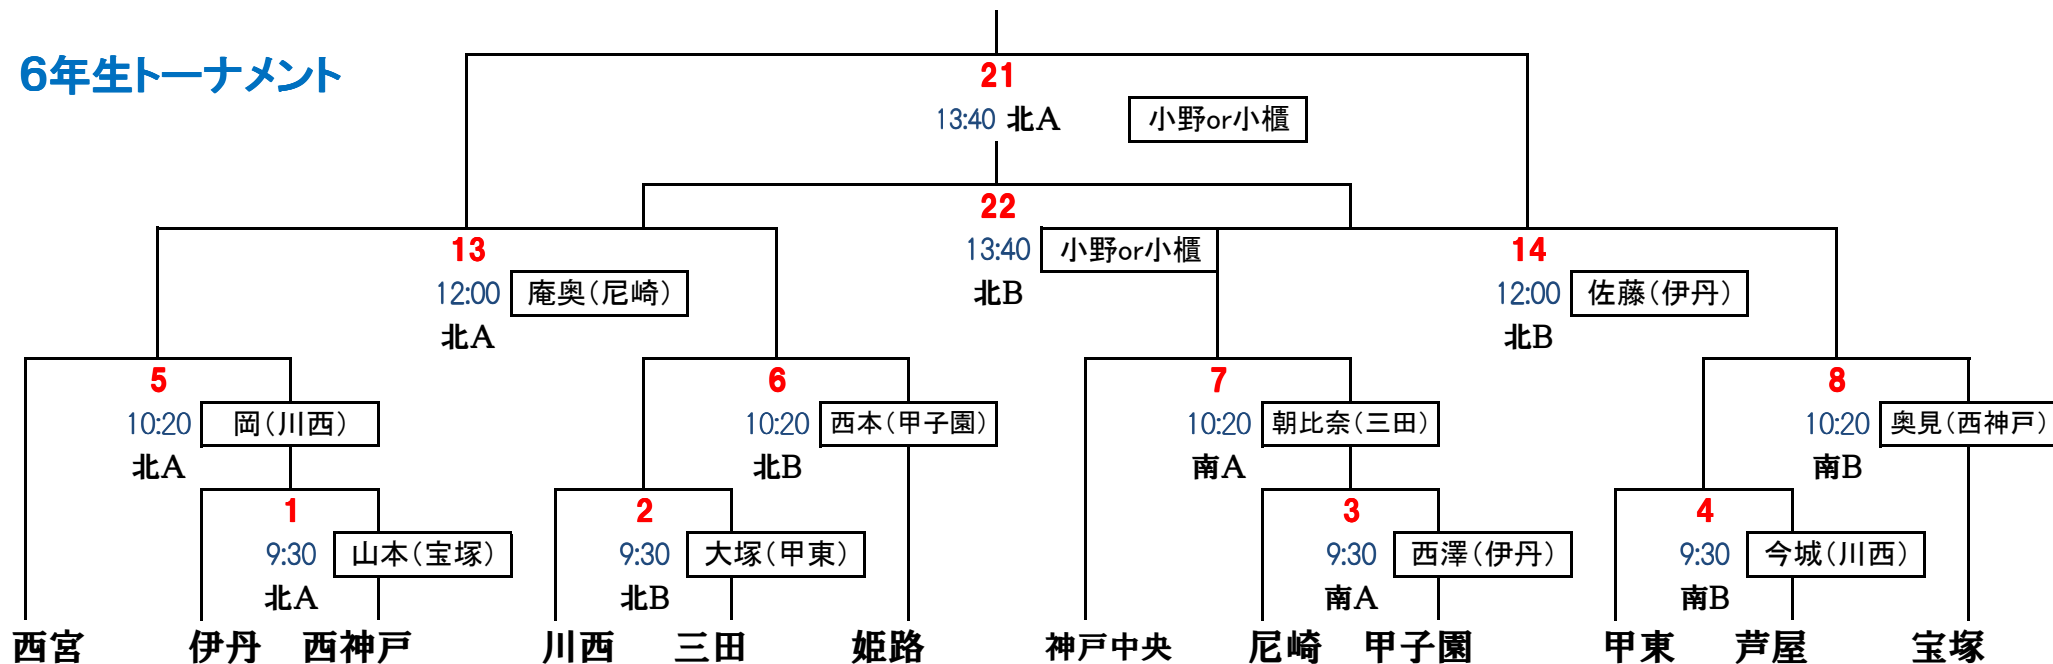 6年生トーナメント
21
13:40 北A 小野or小櫃
22
13:40 小野or小櫃
北B
13
12:00 庵奥(尼崎)
北A
14
12:00 佐藤(伊丹)
北B
5
10:20 岡(川西)
北A
6
10:20 西本(甲子園)
北B
7
10:20 朝比奈(三田)
南A
8
10:20 奥見(西神戸)
南B
1
9:30 山本(宝塚)
北A
2
9:30 大塚(甲東)
北B
3
9:30 西澤(伊丹)
南A
4
9:30 今城(川西)
南B
西宮 伊丹 西神戸 川西 三田 姫路 神戸中央 尼崎 甲子園 甲東 芦屋 宝塚